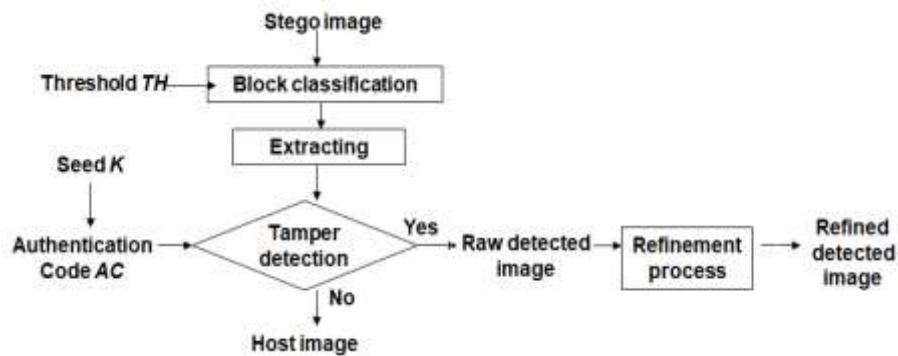 Stego image
Threshold TH
Block classification
Extracting
Seed K
Authentication
Code AC
Tamper
detection
Yes
No
Raw detected
image
Refinement
process
Refined
detected
image
Host image